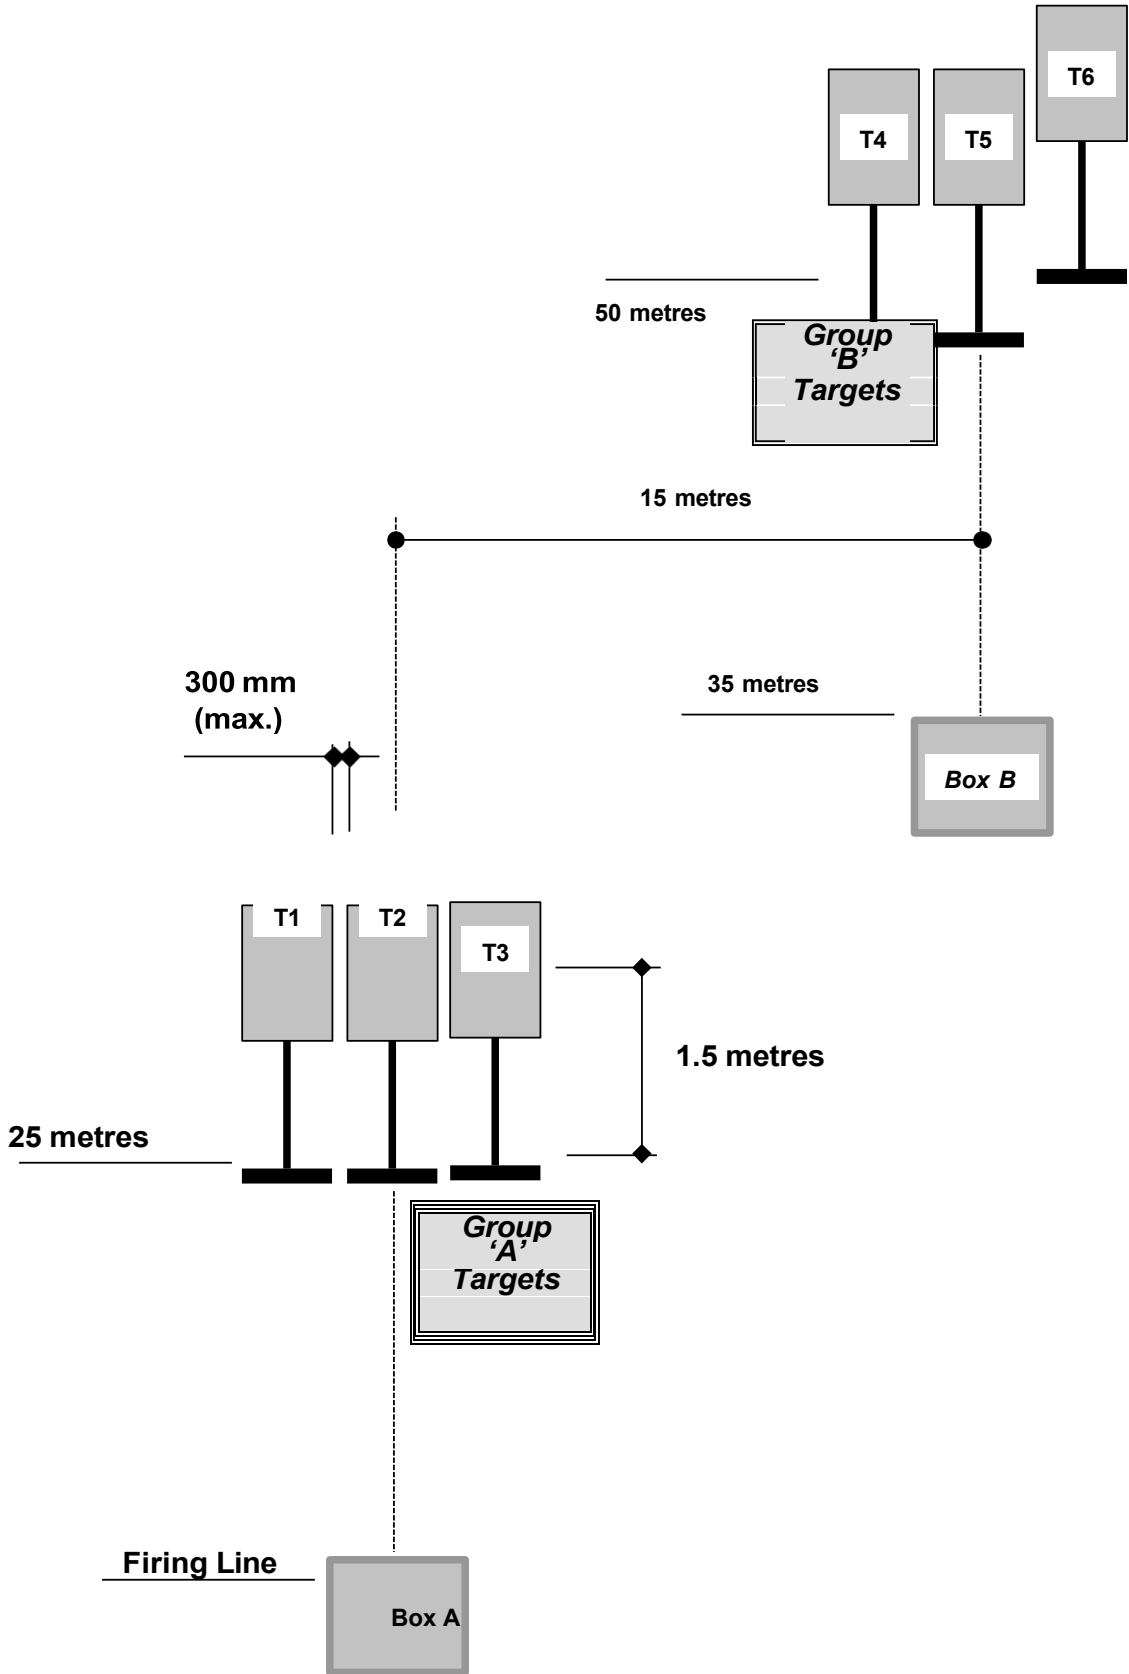 T6
T4
T5
50 metres
Group
‘B’
Targets
15 metres
300 mm
(max.)
35 metres
Box B
T1
T2
T3
1.5 metres
25 metres
Group
‘A’
Targets
Firing Line
Box A